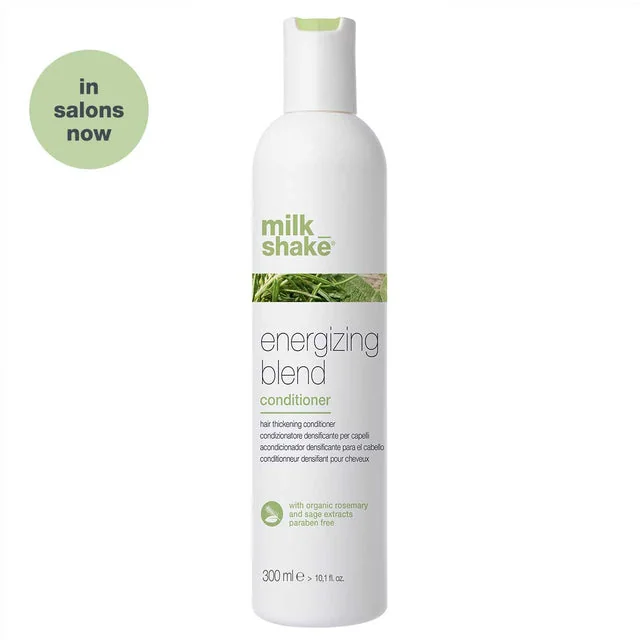 in
salons
now
milk_
shake®
energizing
blend
conditioner
hair thickening conditioner
condizionatore densificante per capelli
acondicionador densificante para el cabello
conditionneur densifiant pour cheveux
with organic rosemary
and sage extracts
paraben free
300 ml e > 10,1 fl. oz.